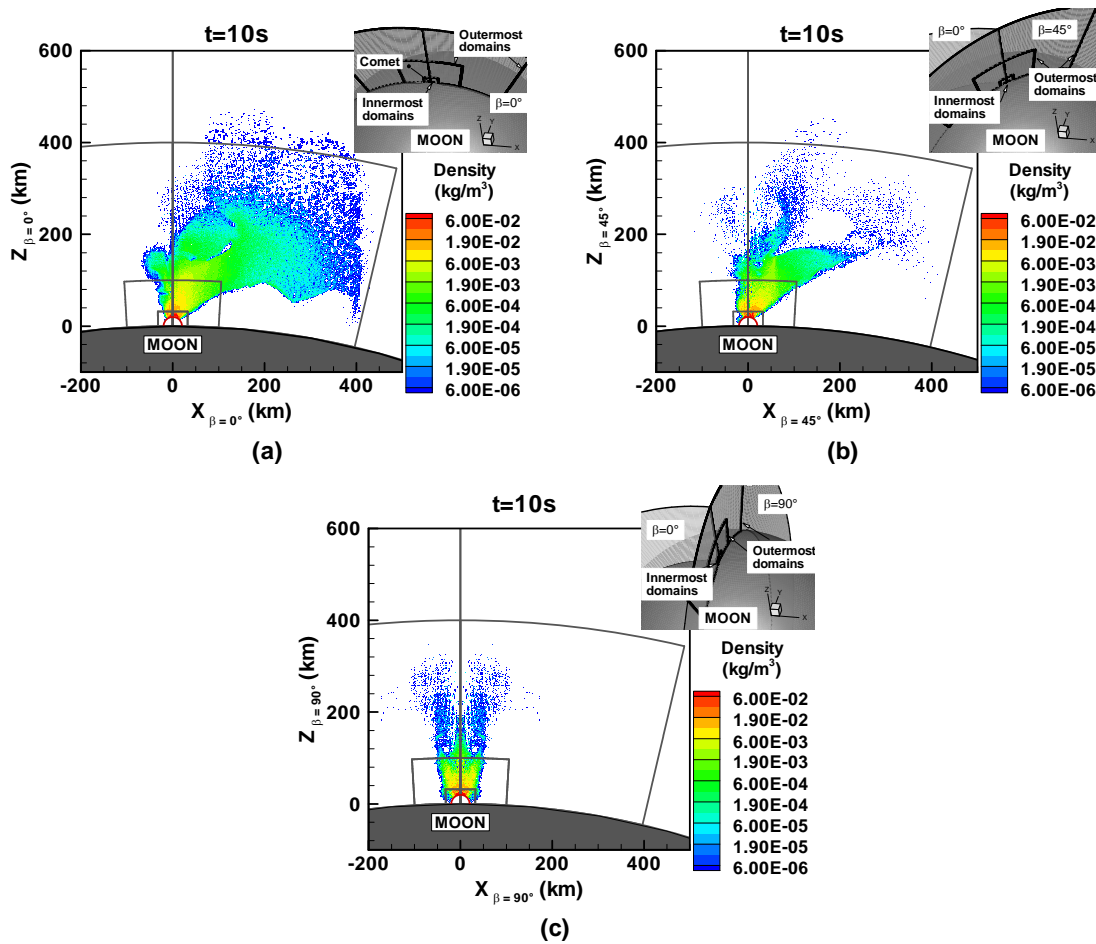 t=10s
600
400
200
0
Z β = 0° (km)
-200 0 200 400
X β = 0° (km)
MOON
Comet
Outermost
domains
Innermost
domains
β=0°
MOON
Z
Y
X
Density
(kg/m³)
6.00E-02
1.90E-02
6.00E-03
1.90E-03
6.00E-04
1.90E-04
6.00E-05
1.90E-05
6.00E-06
(a)
t=10s
600
400
200
0
Z β = 45° (km)
-200 0 200 400
X β = 45° (km)
MOON
β=0°
β=45°
Outermost
domains
Innermost
domains
MOON
Z
Y
X
Density
(kg/m³)
6.00E-02
1.90E-02
6.00E-03
1.90E-03
6.00E-04
1.90E-04
6.00E-05
1.90E-05
6.00E-06
(b)
t=10s
600
400
200
0
Z β = 90° (km)
-200 0 200 400
X β = 90° (km)
MOON
β=90°
β=0°
Outermost
domains
Innermost
domains
MOON
Z
Y
X
Density
(kg/m³)
6.00E-02
1.90E-02
6.00E-03
1.90E-03
6.00E-04
1.90E-04
6.00E-05
1.90E-05
6.00E-06
(c)